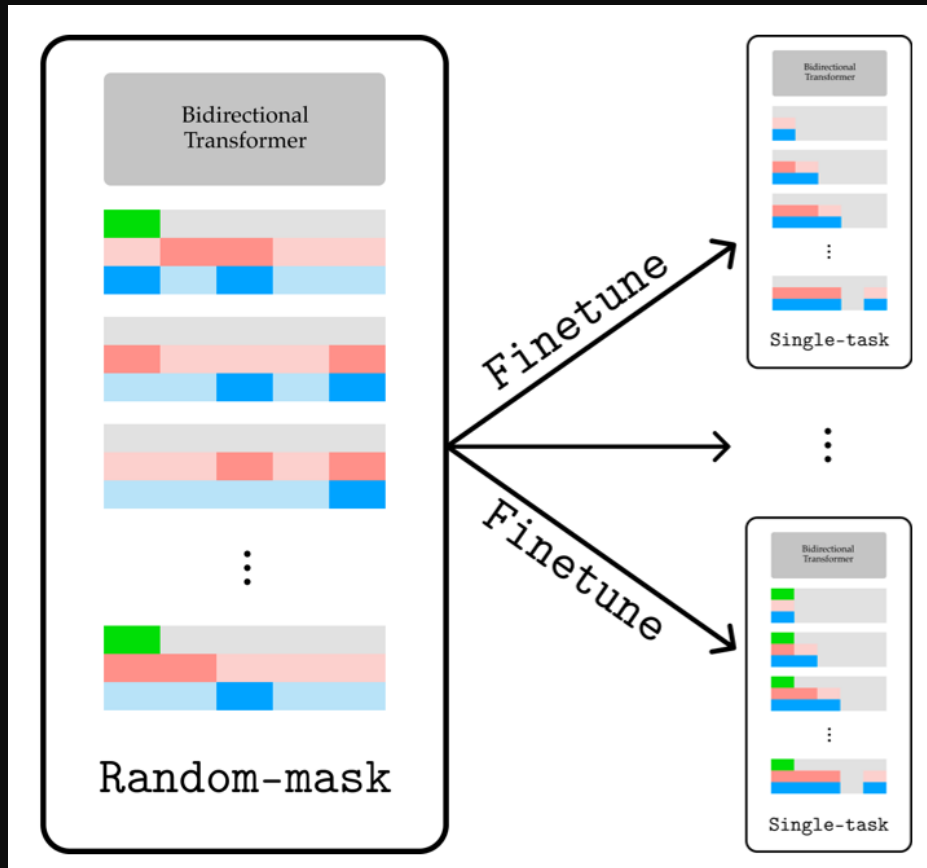 Bidirectional
Transformer
Random-mask
Finetune
Finetune
Bidirectional
Transformer
Single-task
Bidirectional
Transformer
Single-task